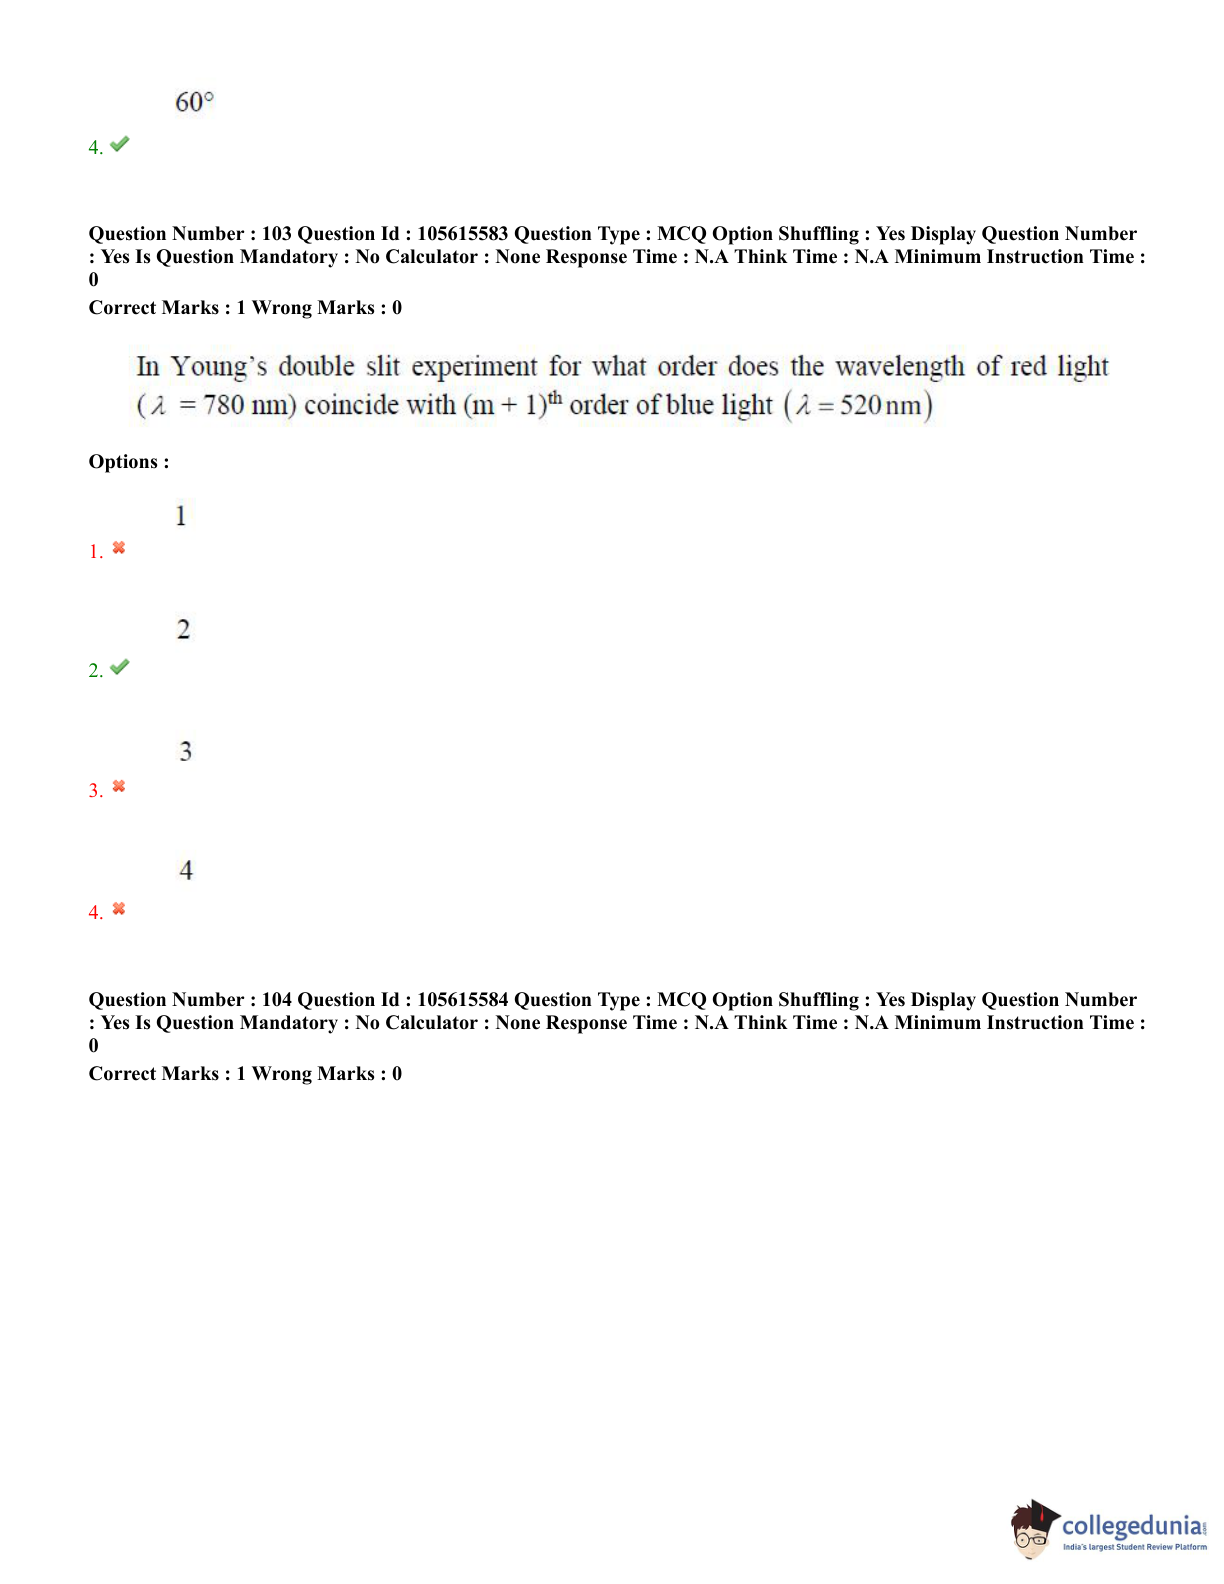 60°
4.
Question Number : 103 Question Id : 105615583 Question Type : MCQ Option Shuffling : Yes Display Question Number
: Yes Is Question Mandatory : No Calculator : None Response Time : N.A Think Time : N.A Minimum Instruction Time :
0
Correct Marks : 1 Wrong Marks : 0
In Young's double slit experiment for what order does the wavelength of red light
( λ = 780 nm) coincide with (m + 1)th order of blue light (λ = 520 nm)
Options :
1
1.
2
2.
3
3.
4
4.
Question Number : 104 Question Id : 105615584 Question Type : MCQ Option Shuffling : Yes Display Question Number
: Yes Is Question Mandatory : No Calculator : None Response Time : N.A Think Time : N.A Minimum Instruction Time :
0
Correct Marks : 1 Wrong Marks : 0
collegedunia.com
India's largest Student Review Platform